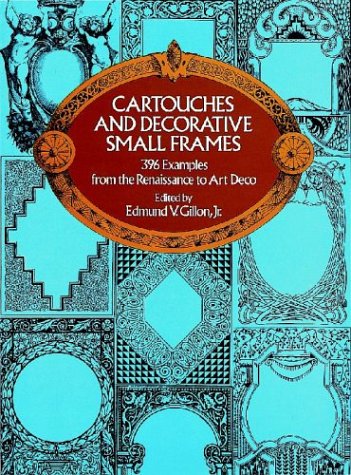 CARTOUCHES
AND DECORATIVE
SMALL FRAMES
396 Examples
from the Renaissance to Art Deco
Edited by
Edmund V. Gillon, Jr.